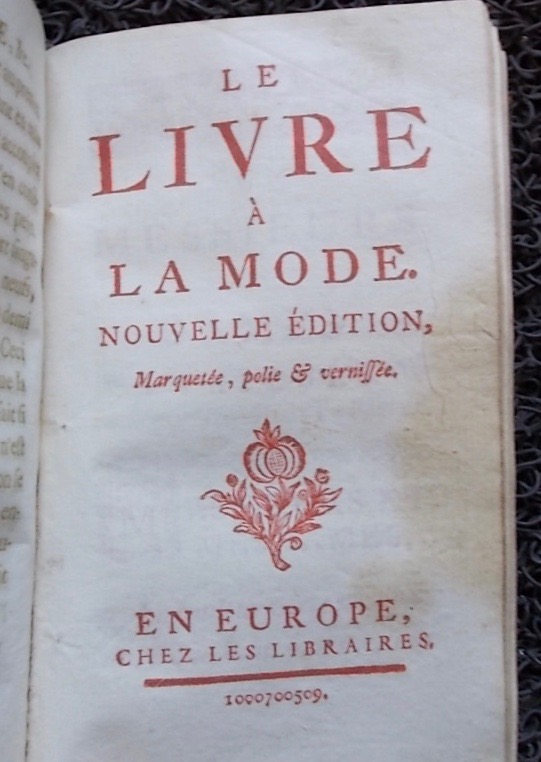 LE
LIVRE
À
LA MODE.
NOUVELLE ÉDITION,
Marquetée, polie & vernißée.
EN EUROPE,
CHEZ LES LIBRAIRES.
1000700509.